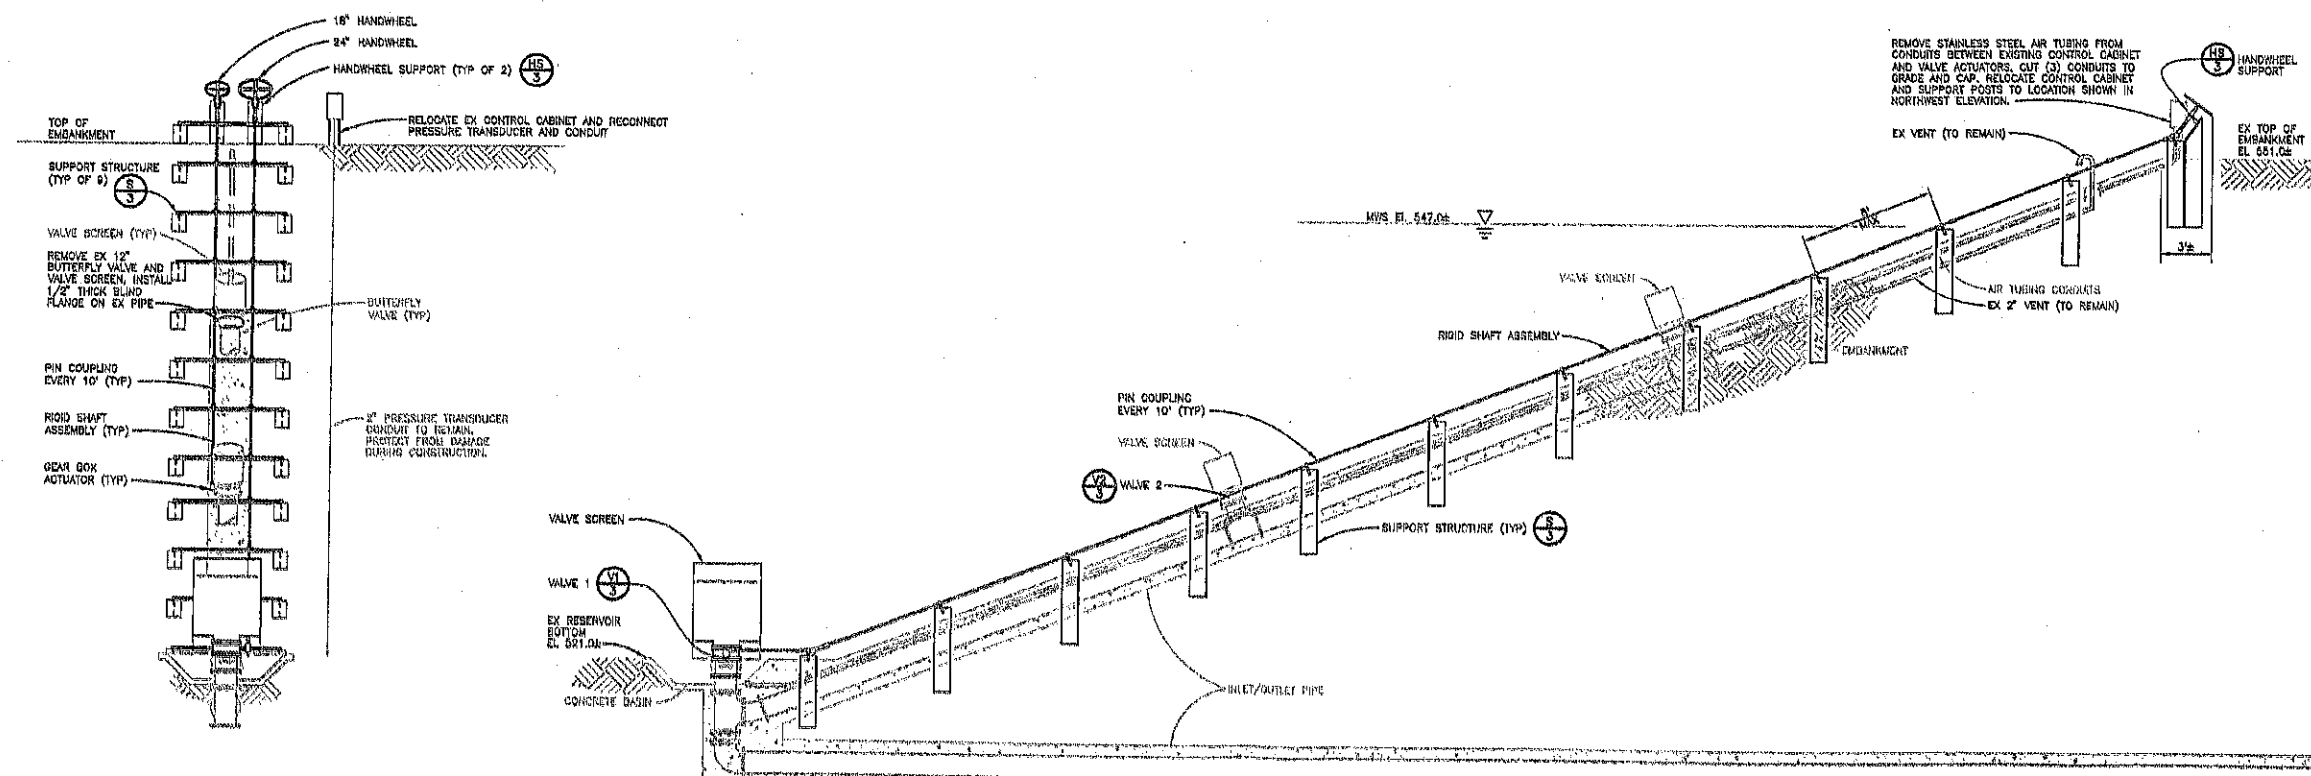 18" HANDWHEEL
24" HANDWHEEL
HANDWHEEL SUPPORT (TYP OF 2)
HS
3
TOP OF
EMBANKMENT
RELOCATE EX CONTROL CABINET AND RECONNECT
PRESSURE TRANSDUCER AND CONDUIT
SUPPORT STRUCTURE
(TYP OF 9)
S
3
VALVE SCREEN (TYP)
REMOVE EX 12"
BUTTERFLY VALVE AND
VALVE SCREEN, INSTALL
1/2" THICK BLIND
FLANGE ON EX PIPE
BUTTERFLY
VALVE (TYP)
PIN COUPLING
EVERY 10' (TYP)
RIGID SHAFT
ASSEMBLY (TYP)
GEAR BOX
ACTUATOR (TYP)
2" PRESSURE TRANSDUCER
CONDUIT TO REMAIN.
PROTECT FROM DAMAGE
DURING CONSTRUCTION.
REMOVE STAINLESS STEEL AIR TUBING FROM
CONDUITS BETWEEN EXISTING CONTROL CABINET
AND VALVE ACTUATORS, CUT (3) CONDUITS TO
GRADE AND CAP. RELOCATE CONTROL CABINET
AND SUPPORT POSTS TO LOCATION SHOWN IN
NORTHWEST ELEVATION.
HS
3
HANDWHEEL
SUPPORT
EX VENT (TO REMAIN)
EX TOP OF
EMBANKMENT
EL 551.0±
MWS EL 547.0±
3'±
VALVE SCREEN
AIR TUBING CONDUITS
EX 2" VENT (TO REMAIN)
RIGID SHAFT ASSEMBLY
EMBANKMENT
PIN COUPLING
EVERY 10' (TYP)
VALVE SCREEN
V2
3
VALVE 2
SUPPORT STRUCTURE (TYP)
S
3
VALVE SCREEN
VALVE 1
V1
3
EX RESERVOIR
BOTTOM
EL 521.0±
CONCRETE BASIN
INLET/OUTLET PIPE